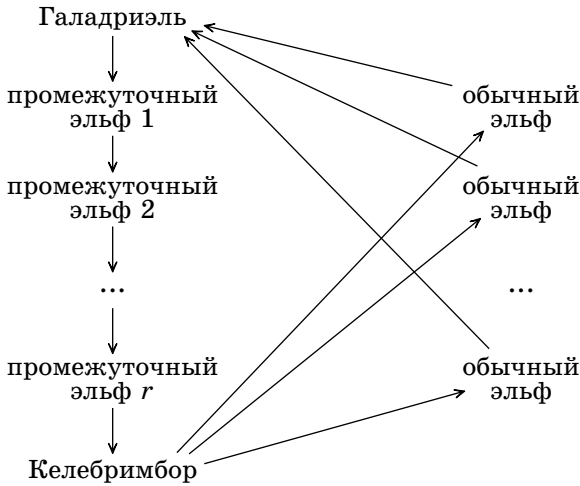 Галадриэль
промежуточный
эльф 1
обычный
эльф
промежуточный
эльф 2
обычный
эльф
...
...
промежуточный
эльф r
обычный
эльф
Келебримбор